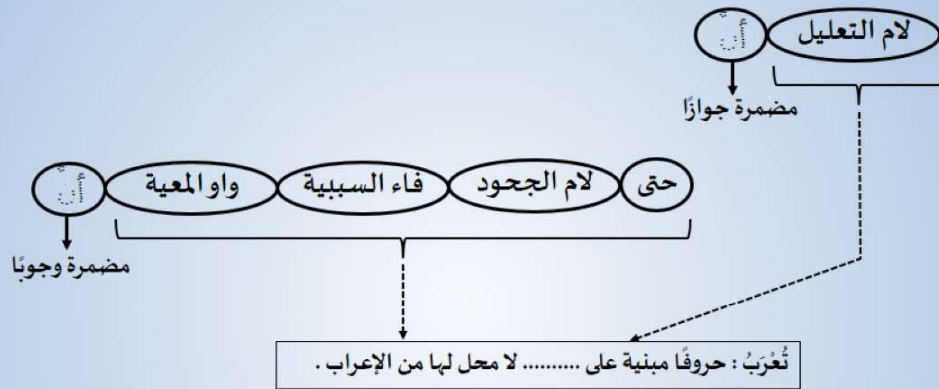 لام التعليل أن
مضمرة جوازًا
حتى لام الجحود فاء السببية واو المعية أن
مضمرة وجوبًا
تُعْرَبُ : حروفًا مبنية على .......... لا محل لها من الإعراب .